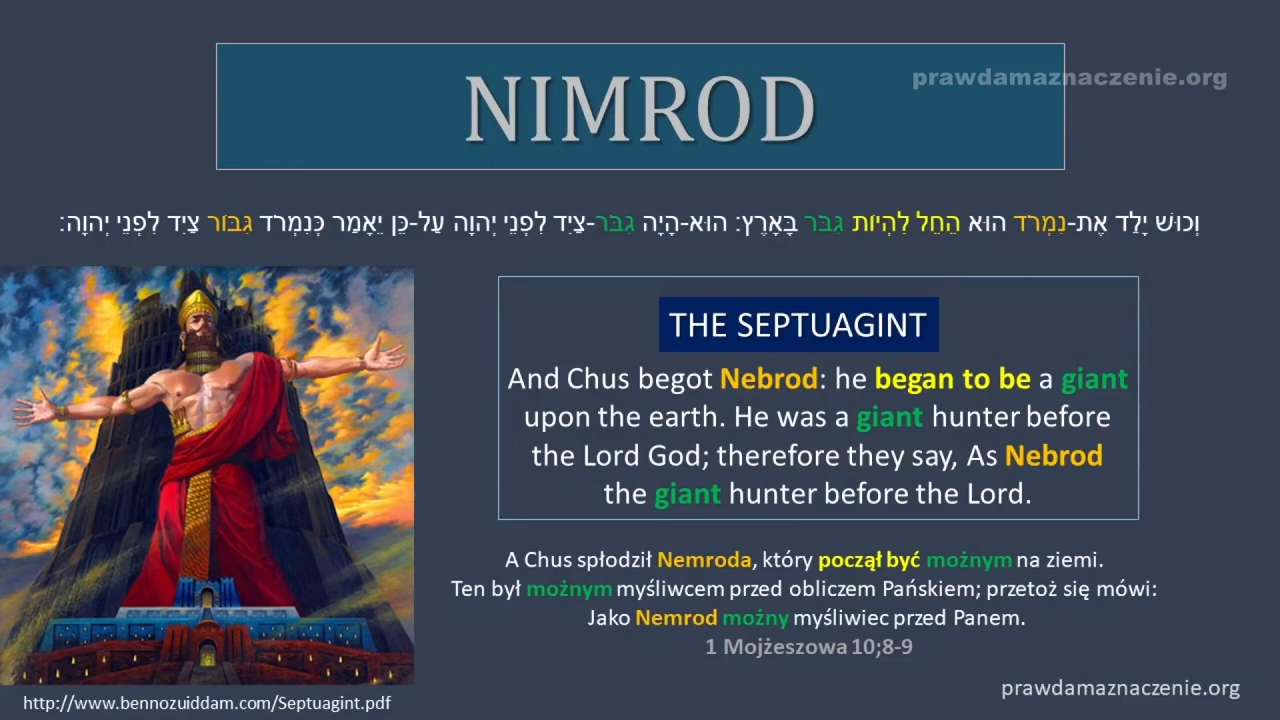 NIMROD
prawdamaznaczenie.org
וְכוּשׁ יָלַד אֶת-נִמְרֹד הוּא הֵחֵל לִהְיוֹת גִּבֹּר בָּאָרֶץ׃ הוּא-הָיָה גִבֹּר-צַיִד לִפְנֵי יְהוָה עַל-כֵּן יֵאָמַר כְּנִמְרֹד גִּבּוֹר צַיִד לִפְנֵי יְהוָה׃
THE SEPTUAGINT
And Chus begot Nebrod: he began to be a giant
upon the earth. He was a giant hunter before
the Lord God; therefore they say, As Nebrod
the giant hunter before the Lord.
A Chus spłodził Nemroda, który począł być możnym na ziemi.
Ten był możnym myśliwcem przed obliczem Pańskiem; przetoż się mówi:
Jako Nemrod możny myśliwiec przed Panem.
1 Mojżeszowa 10;8-9
http://www.bennozuiddam.com/Septuagint.pdf
prawdamaznaczenie.org